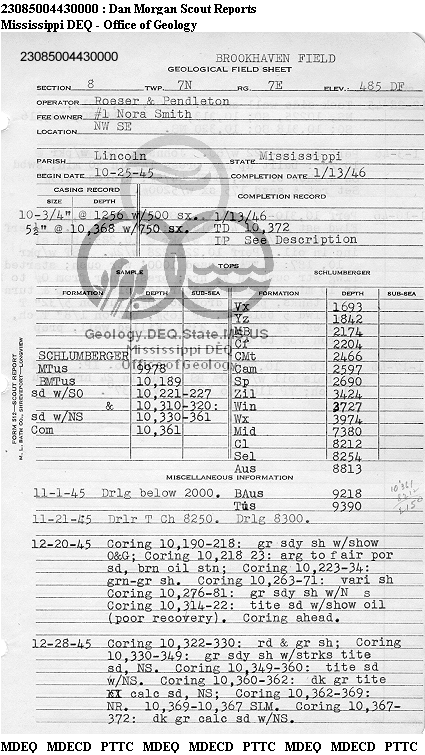 23085004430000 : Dan Morgan Scout Reports
Mississippi DEQ - Office of Geology
23085004430000
BROOKHAVEN FIELD
GEOLOGICAL FIELD SHEET
SECTION 8 TWP. 7N RG. 7E ELEV.: 485 DF
OPERATOR Roeser & Pendleton
FEE OWNER #1 Nora Smith
LOCATION NW SE
PARISH Lincoln STATE Mississippi
BEGIN DATE 10-25-45 COMPLETION DATE 1/13/46
CASING RECORD COMPLETION RECORD
SIZE DEPTH
10-3/4" @ 1256 w/500 sx. 1/13/46
5½" @ 10,368 w/750 sx. TD 10,372
IP See Description
SAMPLE TOPS SCHLUMBERGER
FORMATION DEPTH SUB-SEA FORMATION DEPTH SUB-SEA
Vx 1693
Yz 1842
MB 2174
Geology.DEQ.State.MS.US
Cf 2204
Mississippi DEQ
SCHLUMBERGER CMt 2466
Office of Geology
MTus 9978 Cam 2597
BMTus 10,189 Sp 2690
sd w/SO 10,221-227 Zil 3424
& 10,310-320: Win 3727
sd w/NS 10,330-361 Wx 3974
Com 10,361 Mid 7380
Cl 8212
Sel 8254
Aus 8813
FORM 512—SCOUT REPORT
M. L. BATH CO., SHREVEPORT—LONGVIEW
MISCELLANEOUS INFORMATION
11-1-45 Drlg below 2000. BAus 9218
Tus 9390
10361
11-21-45 Drlr T Ch 8250. Drlg 8300.
12-20-45 Coring 10,190-218: gr sdy sh w/show
O&G; Coring 10,218 23: arg to fair por
sd, brn oil stn; Coring 10,223-34:
grn-gr sh. Coring 10,263-71: vari sh
Coring 10,276-81: gr sdy sh w/N s
Coring 10,314-22: tite sd w/show oil
(poor recovery). Coring ahead.
12-28-45 Coring 10,322-330: rd & gr sh; Coring
10,330-349: gr sdy sh w/strks tite
sd, NS. Coring 10,349-360: tite sd
w/NS. Coring 10,360-362: dk gr tite
calc sd, NS; Coring 10,362-369:
NR. 10,369-10,367 SLM. Coring 10,367-
372: dk gr calc sd w/NS.
MDEQ MDECD PTTC MDEQ MDECD PTTC MDEQ MDECD PTTC